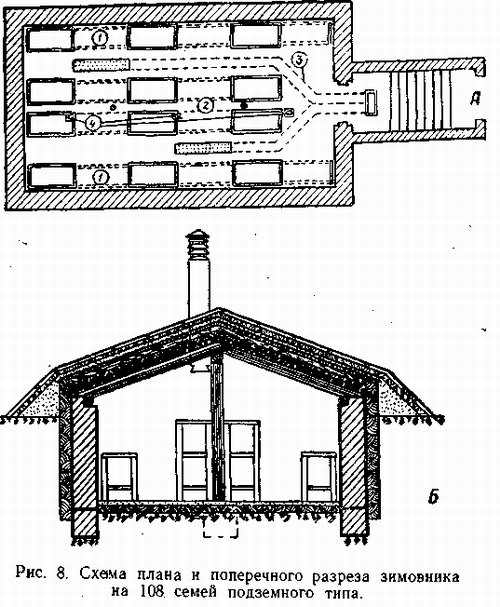 1
3
2
4
1
А
Б
Рис. 8. Схема плана и поперечного разреза зимовника
на 108 семей подземного типа.